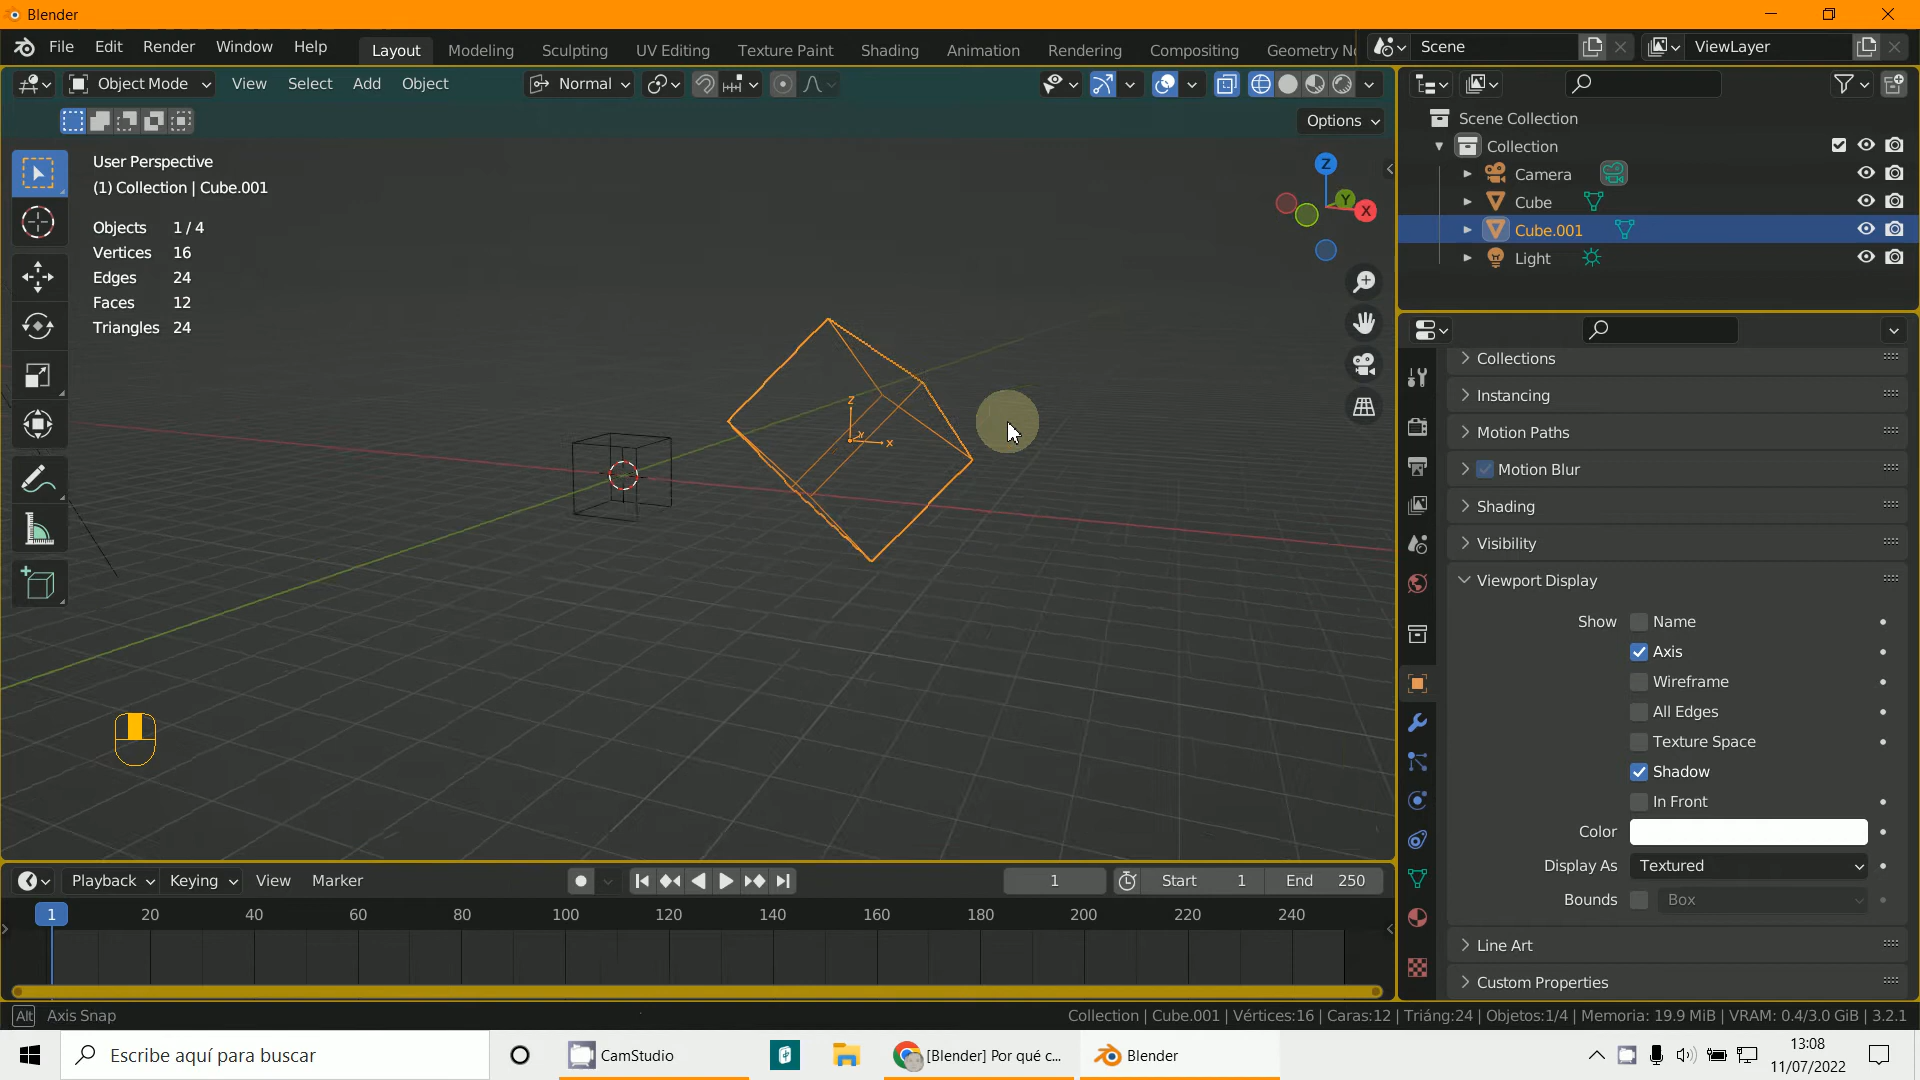 Blender
File Edit Render Window Help Layout Modeling Sculpting UV Editing Texture Paint Shading Animation Rendering Compositing Geometry No Scene ViewLayer
Object Mode View Select Add Object Normal
Options
User Perspective
(1) Collection | Cube.001
Objects 1 / 4
Vertices 16
Edges 24
Faces 12
Triangles 24
Z
Y
X
Z
Y
X
Scene Collection
Collection
Camera
Cube
Cube.001
Light
Collections
Instancing
Motion Paths
Motion Blur
Shading
Visibility
Viewport Display
Show Name
Axis
Wireframe
All Edges
Texture Space
Shadow
In Front
Color
Display As Textured
Bounds Box
Line Art
Custom Properties
Playback Keying View Marker 1 Start 1 End 250
1 20 40 60 80 100 120 140 160 180 200 220 240
Alt Axis Snap
Collection | Cube.001 | Vértices:16 | Caras:12 | Triáng:24 | Objetos:1/4 | Memoria: 19.9 MiB | VRAM: 0.4/3.0 GiB | 3.2.1
Escribe aquí para buscar
CamStudio
[Blender] Por qué c...
Blender
13:08
11/07/2022